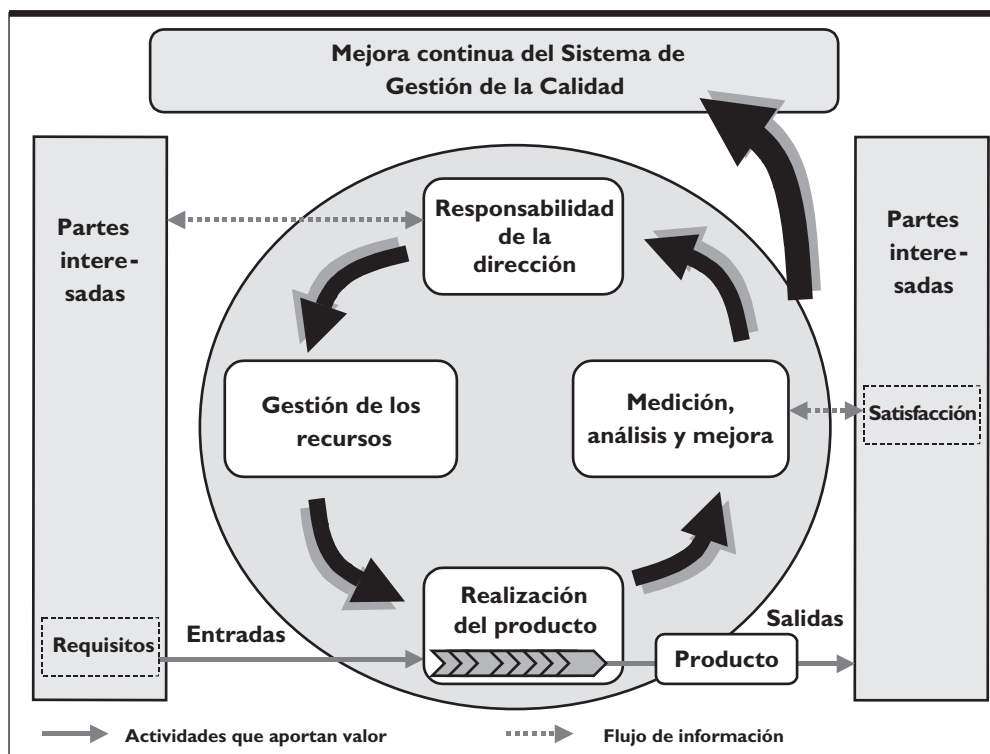 Mejora continua del Sistema de
Gestión de la Calidad
Partes
intere-
sadas
Responsabilidad
de la
dirección
Partes
intere-
sadas
Gestión de los
recursos
Medición,
análisis y mejora
Satisfacción
Realización
del producto
Requisitos
Entradas
Salidas
Producto
Actividades que aportan valor
Flujo de información